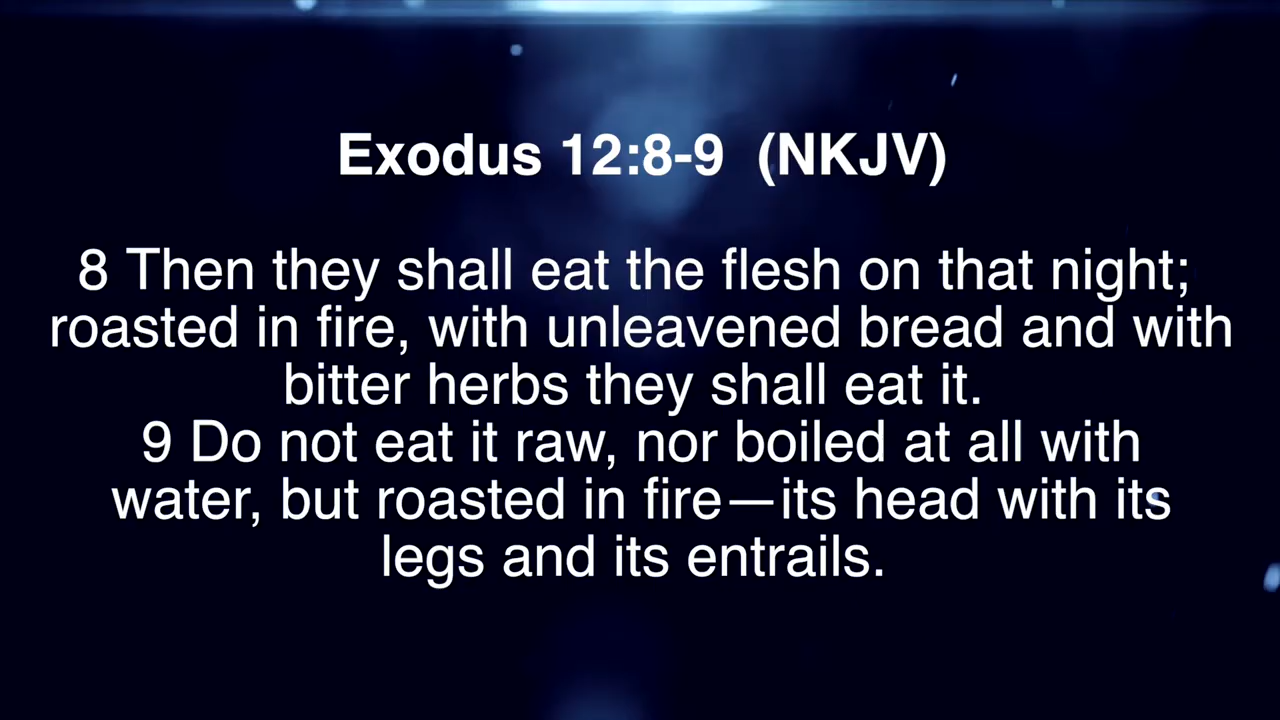 Exodus 12:8-9  (NKJV)
8 Then they shall eat the flesh on that night;
roasted in fire, with unleavened bread and with
bitter herbs they shall eat it.
9 Do not eat it raw, nor boiled at all with
water, but roasted in fire—its head with its
legs and its entrails.